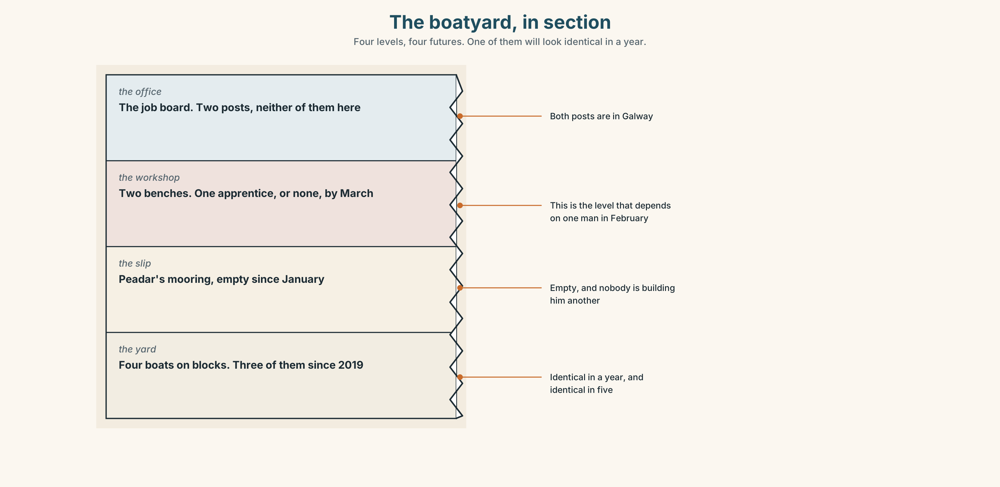 The boatyard, in section
Four levels, four futures. One of them will look identical in a year.
the office
The job board. Two posts, neither of them here
Both posts are in Galway
the workshop
Two benches. One apprentice, or none, by March
This is the level that depends
on one man in February
the slip
Peadar's mooring, empty since January
Empty, and nobody is building
him another
the yard
Four boats on blocks. Three of them since 2019
Identical in a year, and
identical in five